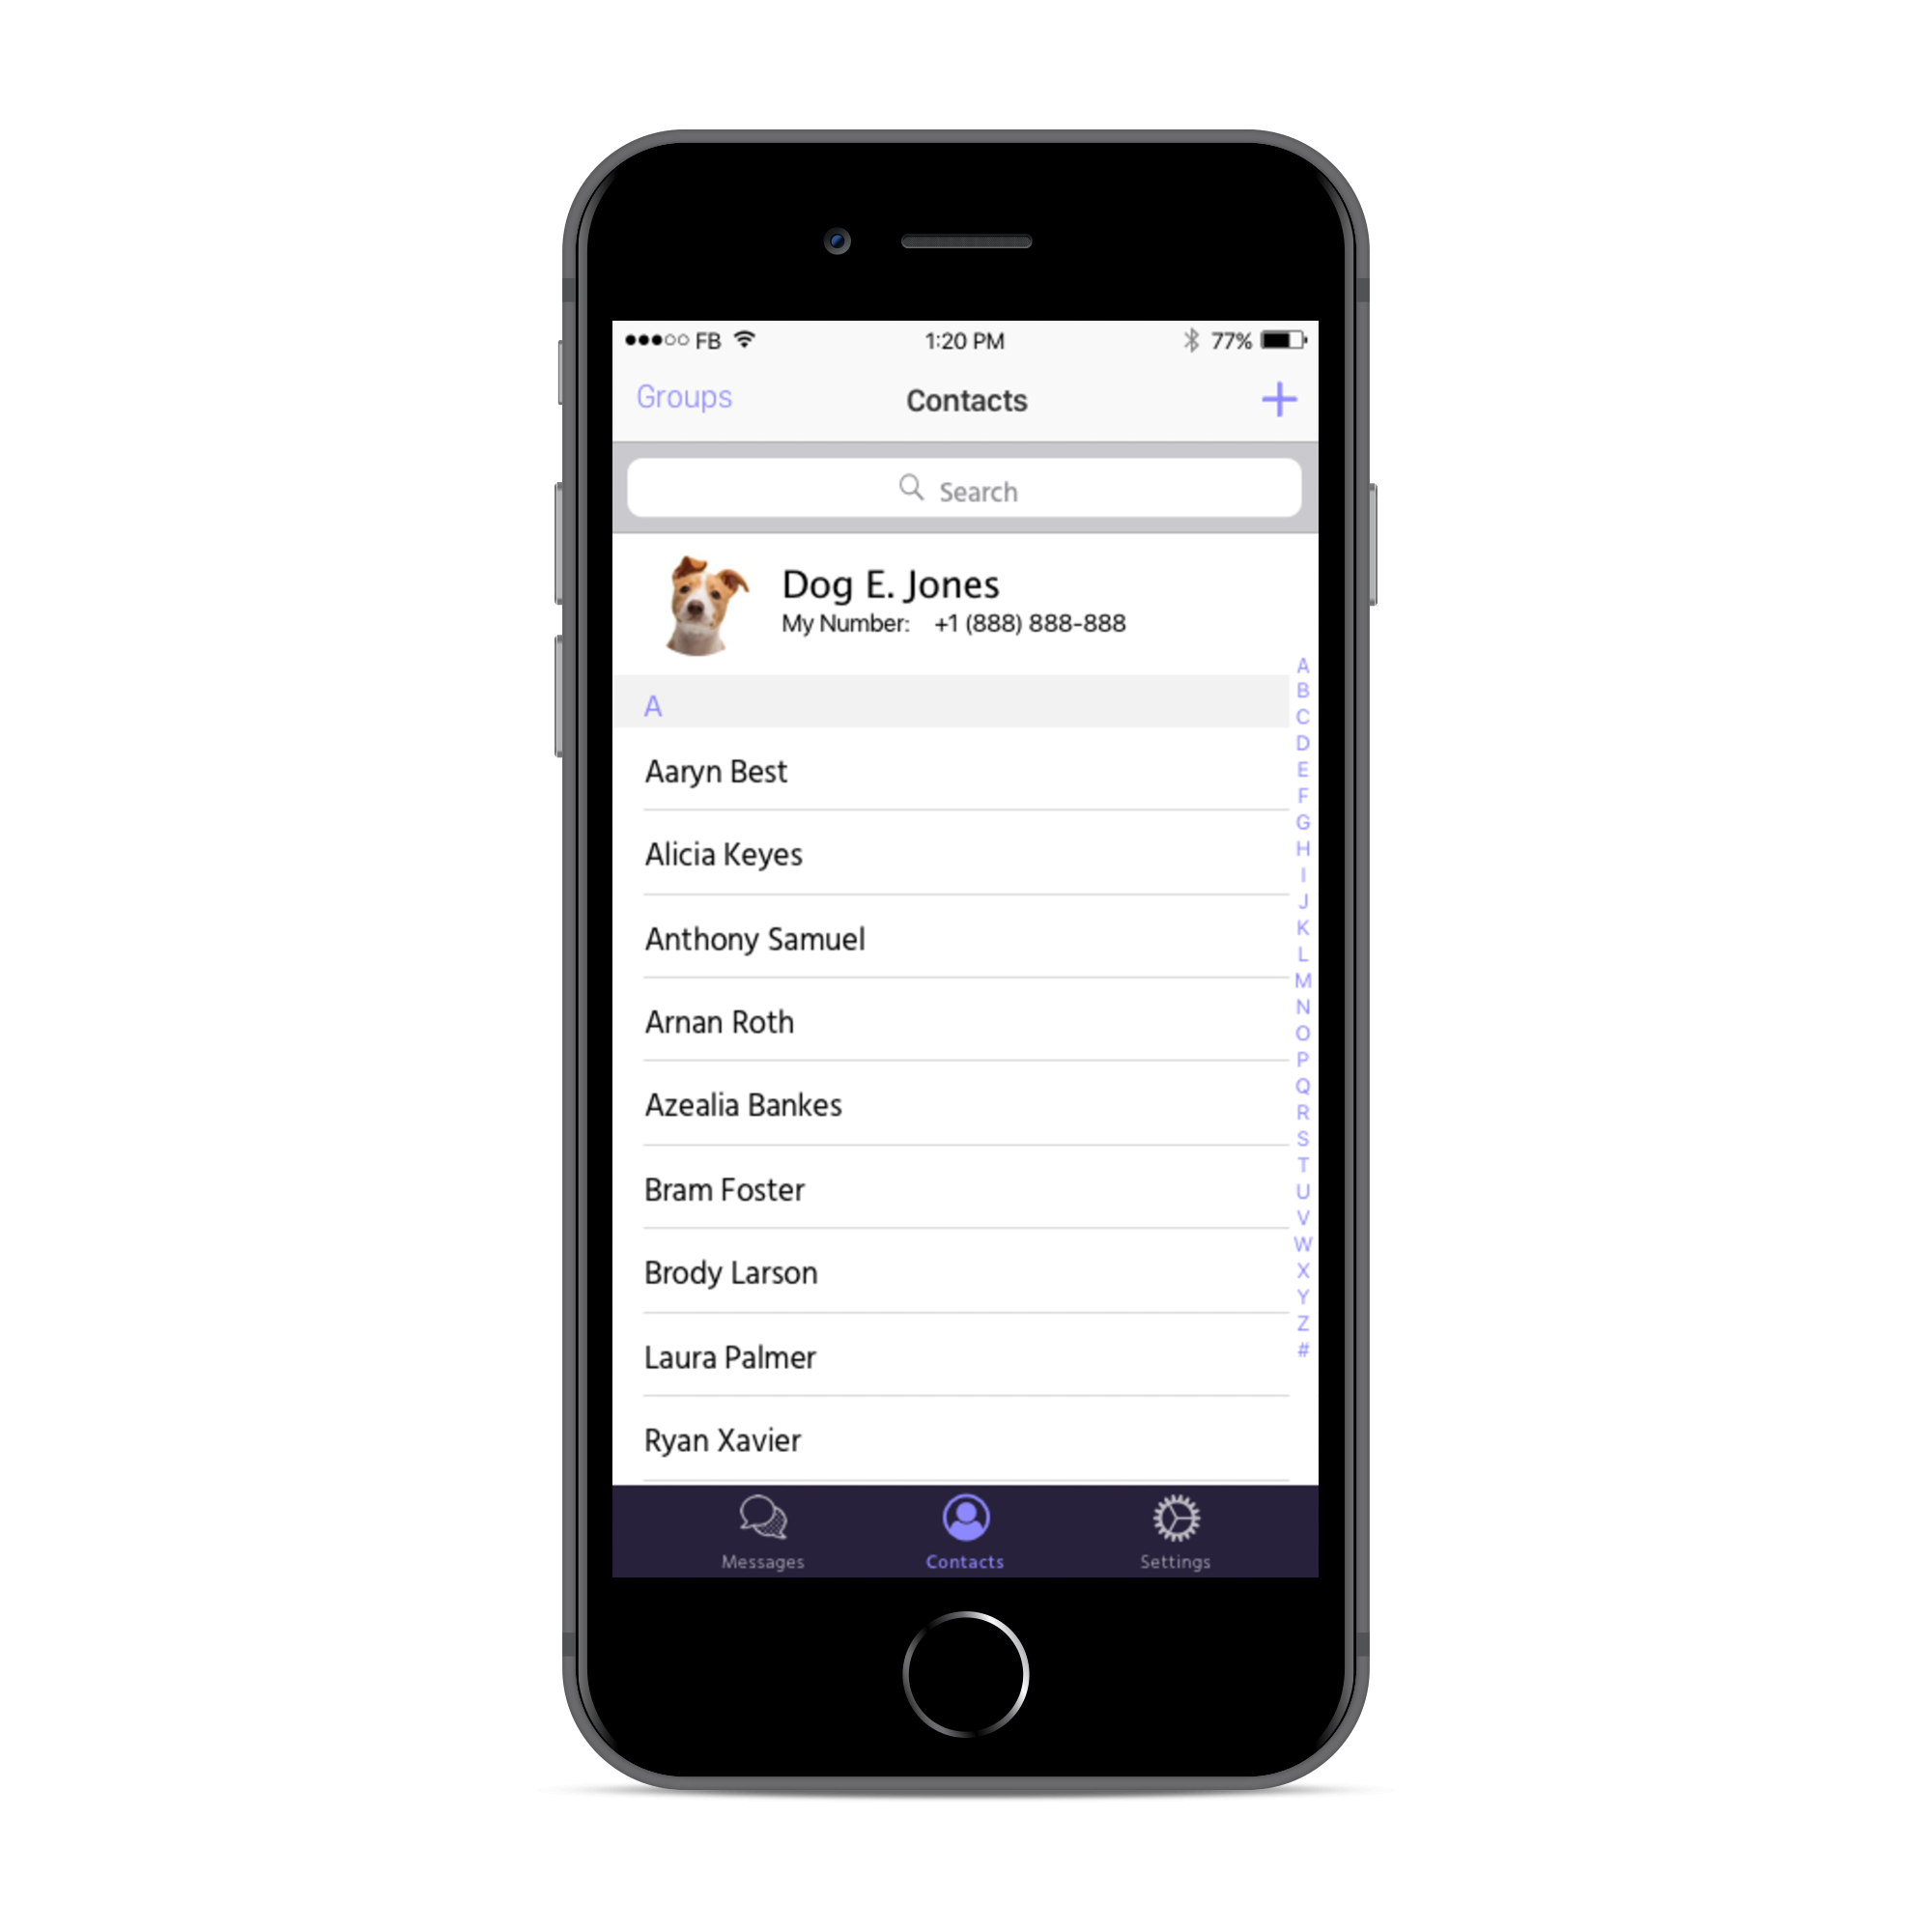 FB 1:20 PM 77%
Groups Contacts +
Search
Dog E. Jones
My Number: +1 (888) 888-888
A
Aaryn Best
Alicia Keyes
Anthony Samuel
Arnan Roth
Azealia Bankes
Bram Foster
Brody Larson
Laura Palmer
Ryan Xavier
A
B
C
D
E
F
G
H
I
J
K
L
M
N
O
P
Q
R
S
T
U
V
W
X
Y
Z
#
Messages Contacts Settings